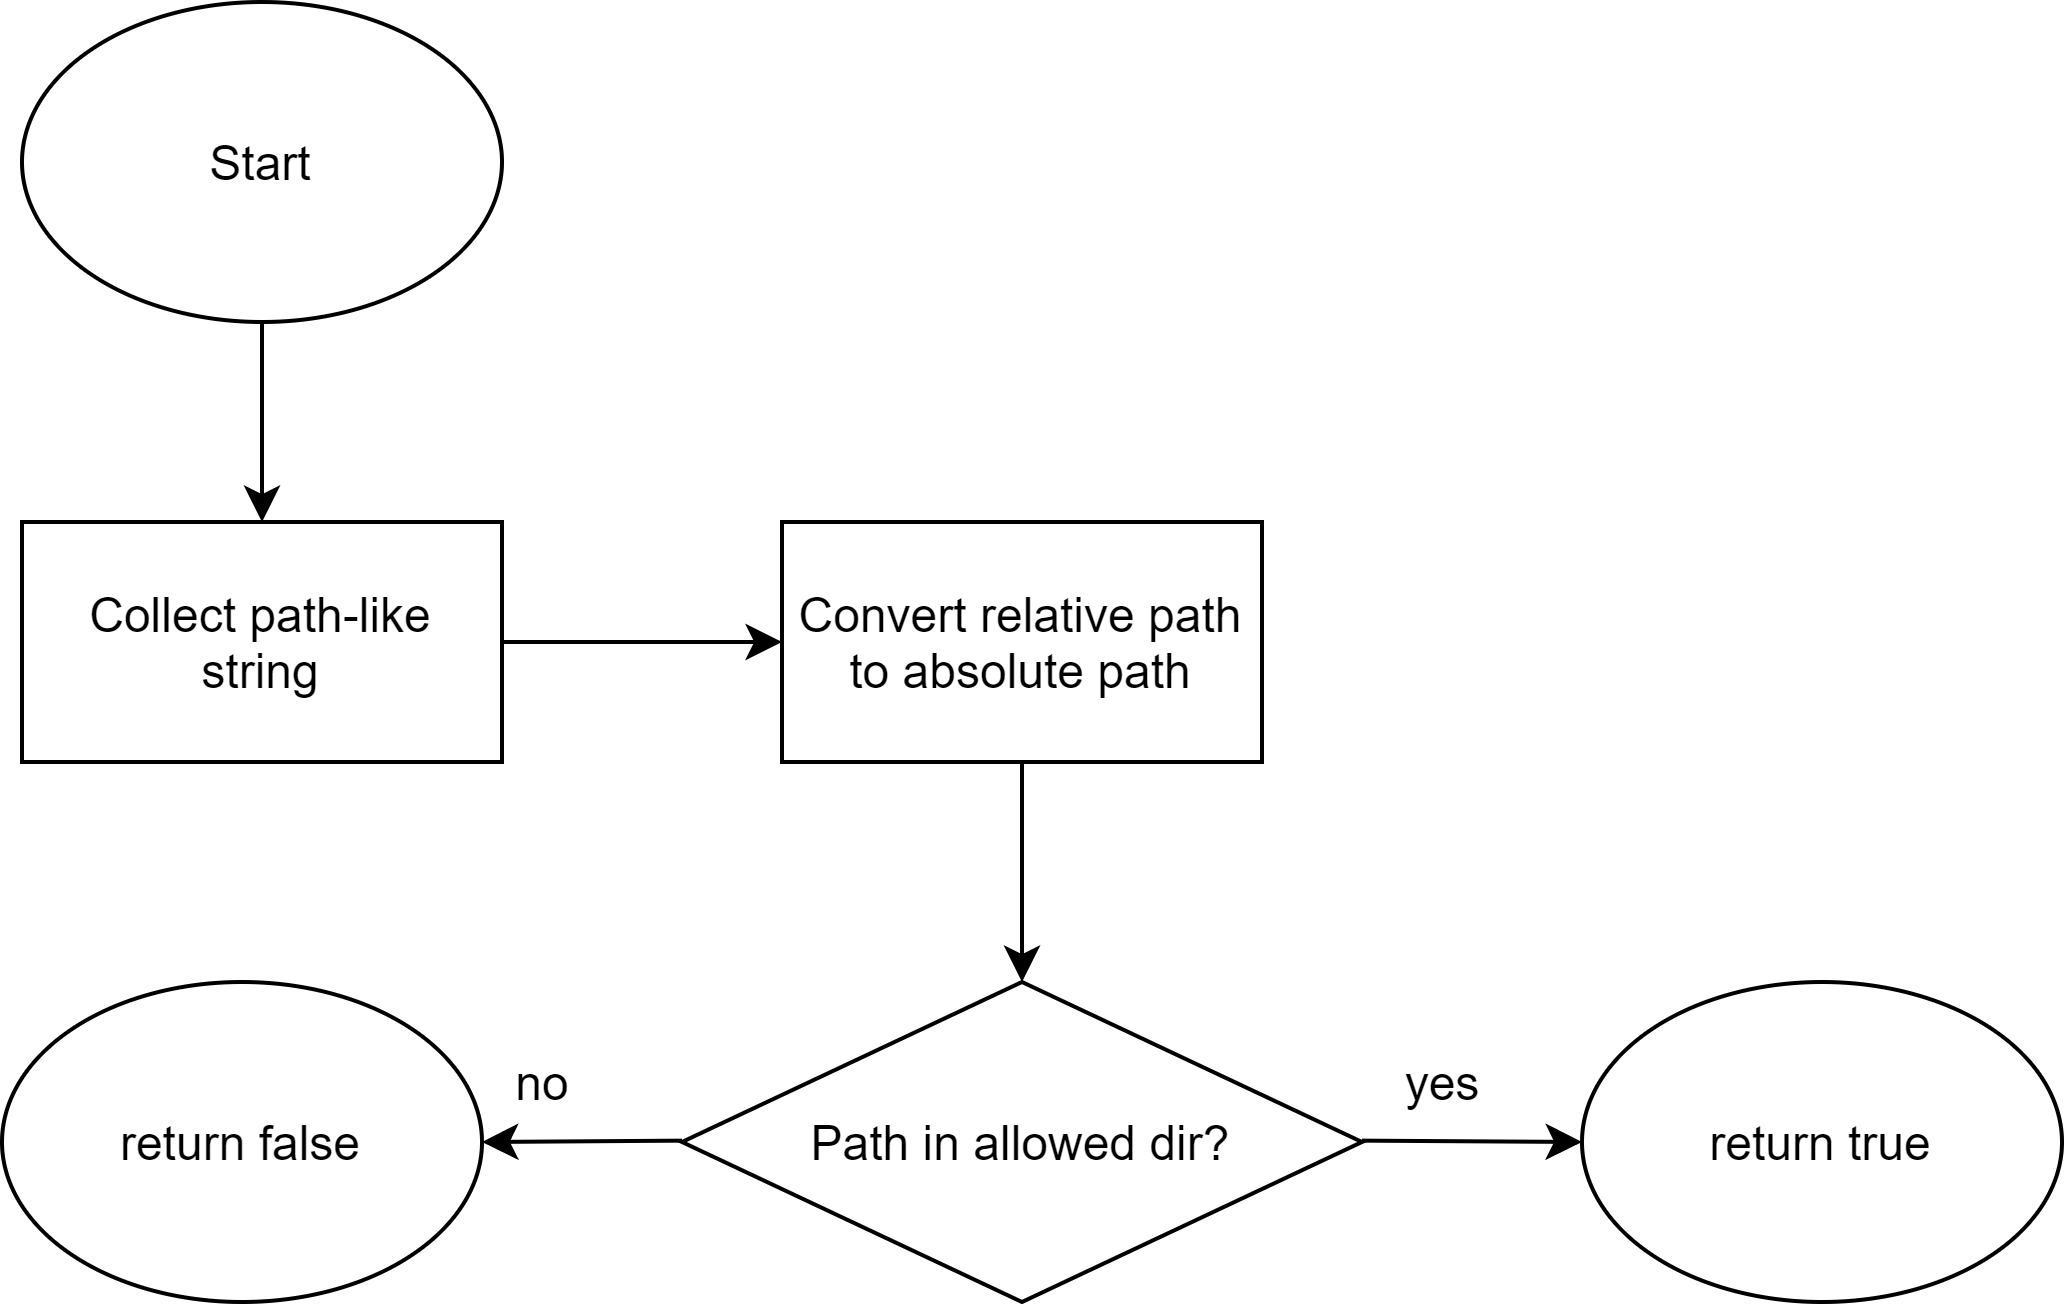 Start
Collect path-like
string
Convert relative path
to absolute path
no
yes
return false
Path in allowed dir?
return true